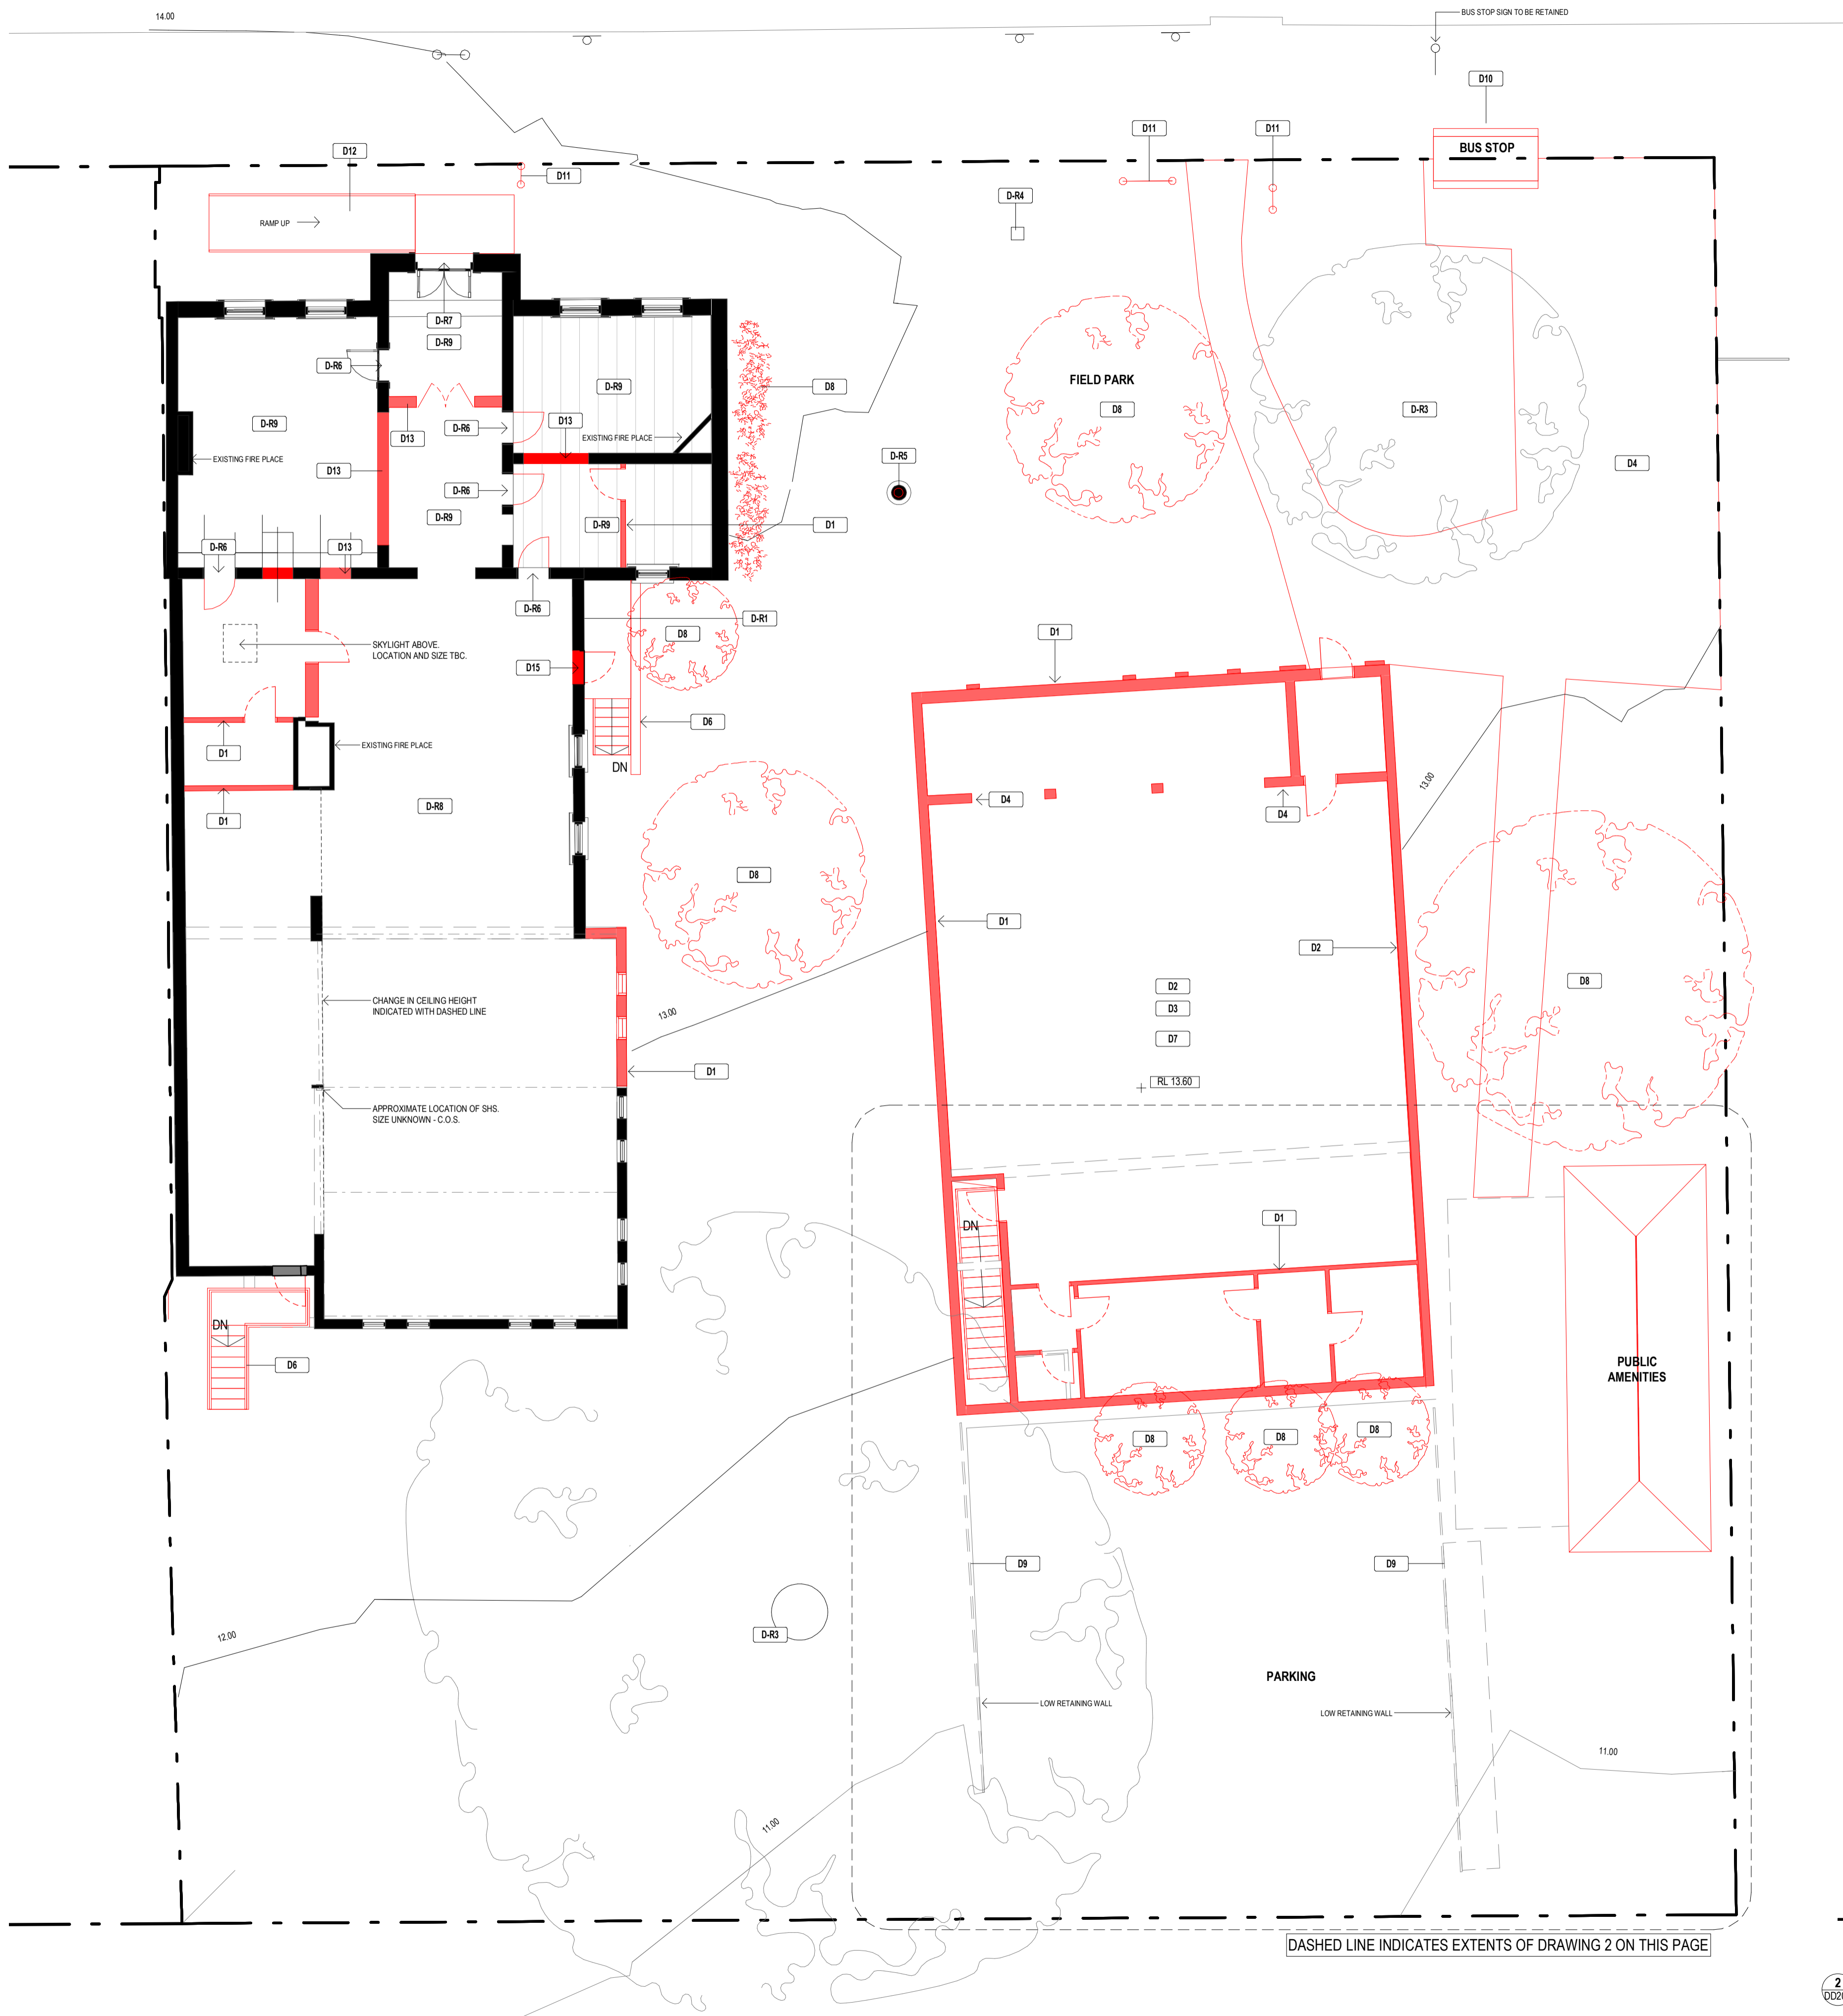 14.00
BUS STOP SIGN TO BE RETAINED
D10
D11
D11
BUS STOP
D12
D11
D-R4
RAMP UP
D-R7
D-R9
D-R6
D-R9
D8
FIELD PARK
D8
D-R3
D-R9
D13
D-R6
D13
EXISTING FIRE PLACE
EXISTING FIRE PLACE
D13
D-R5
D4
D-R6
D-R9
D-R9
D1
D-R6
D13
D-R6
D-R1
D8
D1
SKYLIGHT ABOVE.
LOCATION AND SIZE TBC.
D15
D6
D1
EXISTING FIRE PLACE
DN
13.00
D1
D-R8
D4
D4
D8
D1
D2
D8
D2
D3
CHANGE IN CEILING HEIGHT
INDICATED WITH DASHED LINE
13.00
D7
D1
RL 13.60
APPROXIMATE LOCATION OF SHS.
SIZE UNKNOWN - C.O.S.
DN
D1
DN
D6
PUBLIC
AMENITIES
D8
D8
D8
D9
D9
12.00
D-R3
PARKING
LOW RETAINING WALL
LOW RETAINING WALL
11.00
11.00
DASHED LINE INDICATES EXTENTS OF DRAWING 2 ON THIS PAGE
2